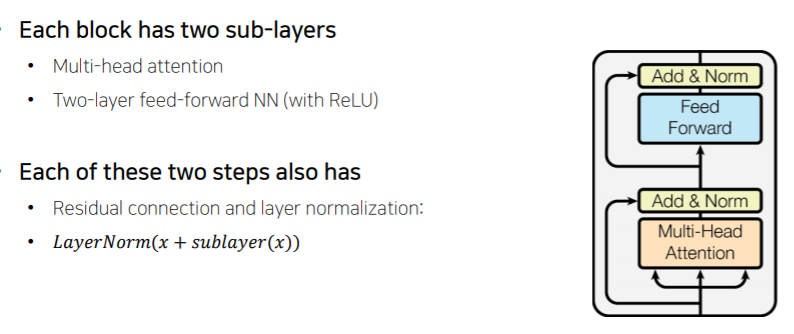 Each block has two sub-layers
• Multi-head attention
• Two-layer feed-forward NN (with ReLU)
Each of these two steps also has
• Residual connection and layer normalization:
• LayerNorm(x + sublayer(x))
Add & Norm
Feed
Forward
Add & Norm
Multi-Head
Attention